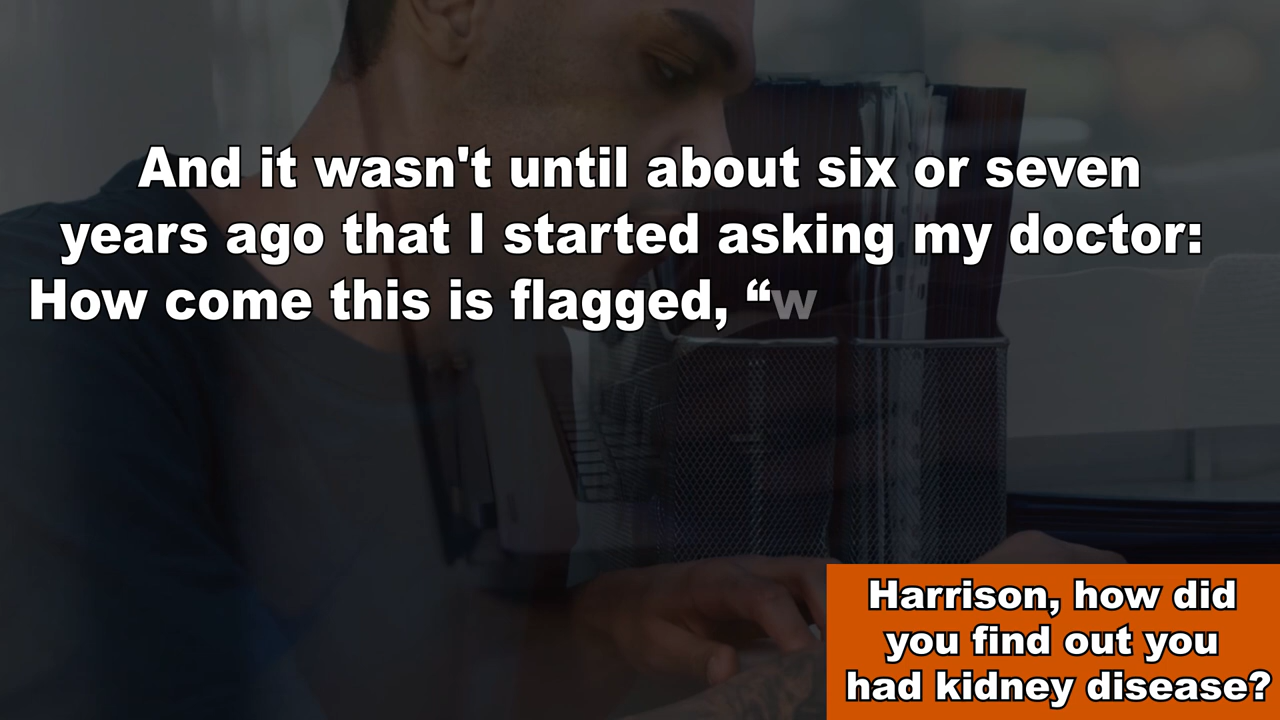 And it wasn't until about six or seven
years ago that I started asking my doctor:
How come this is flagged, “w
Harrison, how did
you find out you
had kidney disease?